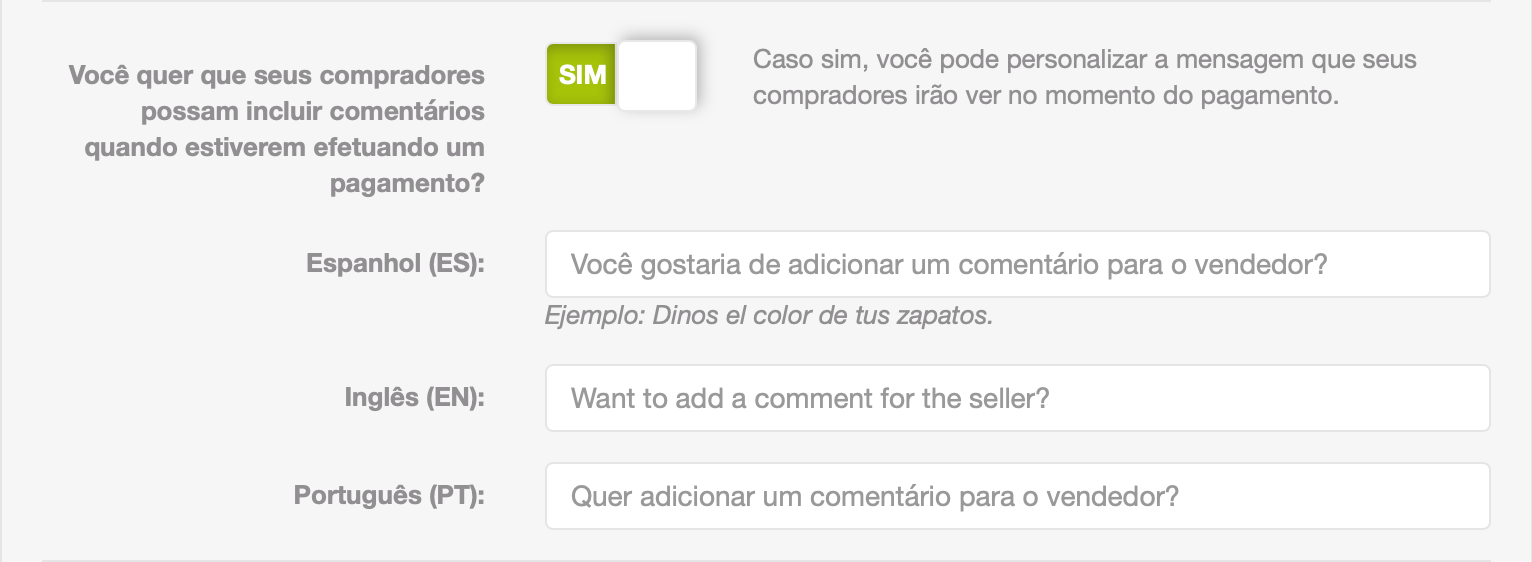 Você quer que seus compradores
possam incluir comentários
quando estiverem efetuando um
pagamento?
SIM
Caso sim, você pode personalizar a mensagem que seus
compradores irão ver no momento do pagamento.
Espanhol (ES):
Você gostaria de adicionar um comentário para o vendedor?
Ejemplo: Dinos el color de tus zapatos.
Inglês (EN):
Want to add a comment for the seller?
Português (PT):
Quer adicionar um comentário para o vendedor?